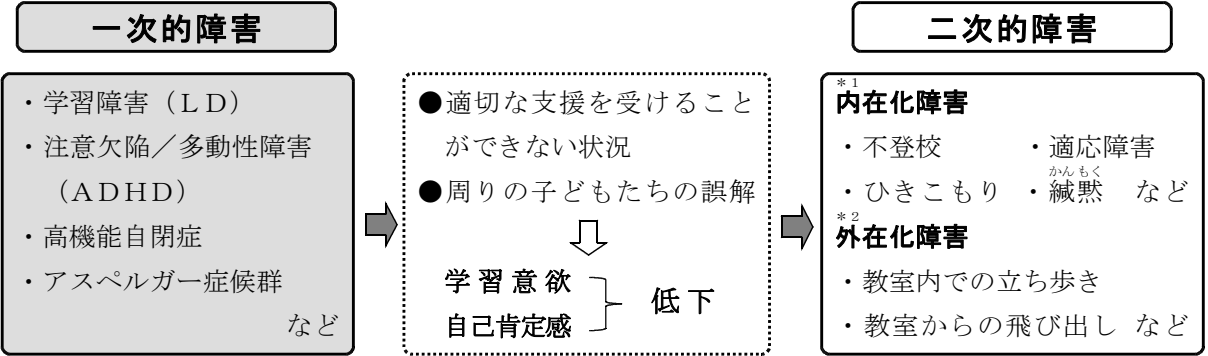 一次的障害
・学習障害（ＬＤ）
・注意欠陥／多動性障害
（ＡＤＨＤ）
・高機能自閉症
・アスペルガー症候群
など
●適切な支援を受けること
ができない状況
●周りの子どもたちの誤解
学習意欲
自己肯定感
低下
二次的障害
＊１
内在化障害
・不登校　・適応障害
かんもく
・ひきこもり　・緘黙　など
＊２
外在化障害
・教室内での立ち歩き
・教室からの飛び出し　など